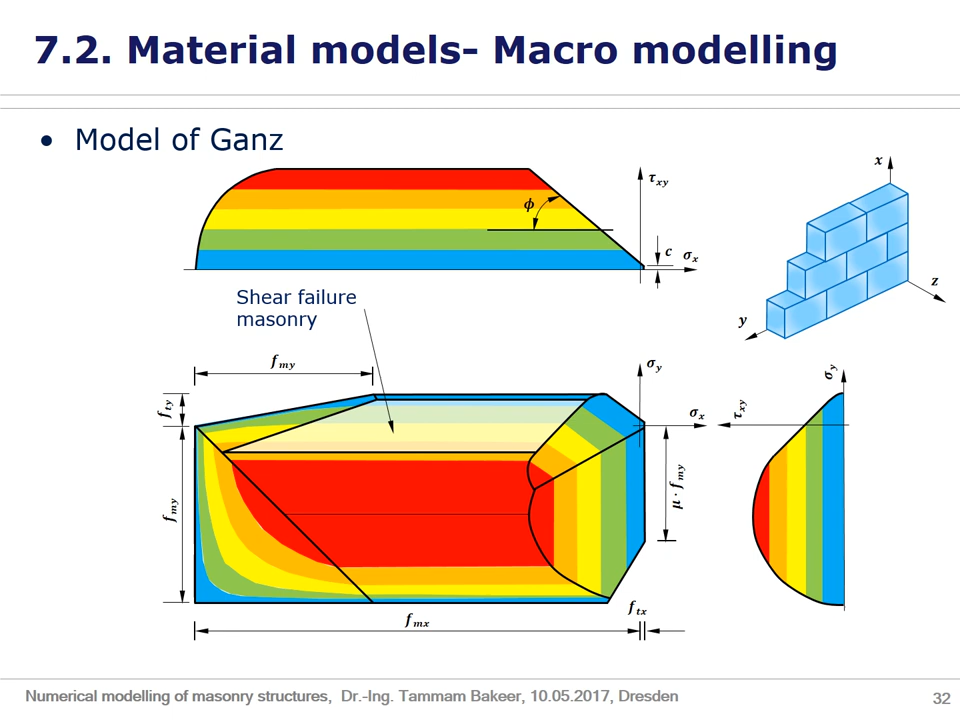 7.2. Material models- Macro modelling
• Model of Ganz
x
τxy
ϕ
c σx
z
Shear failure
masonry
y
fmy
σy
σy
fty
σx
τxy
fmy
μ · fmy
ftx
fmx
Numerical modelling of masonry structures, Dr.-Ing. Tammam Bakeer, 10.05.2017, Dresden
32